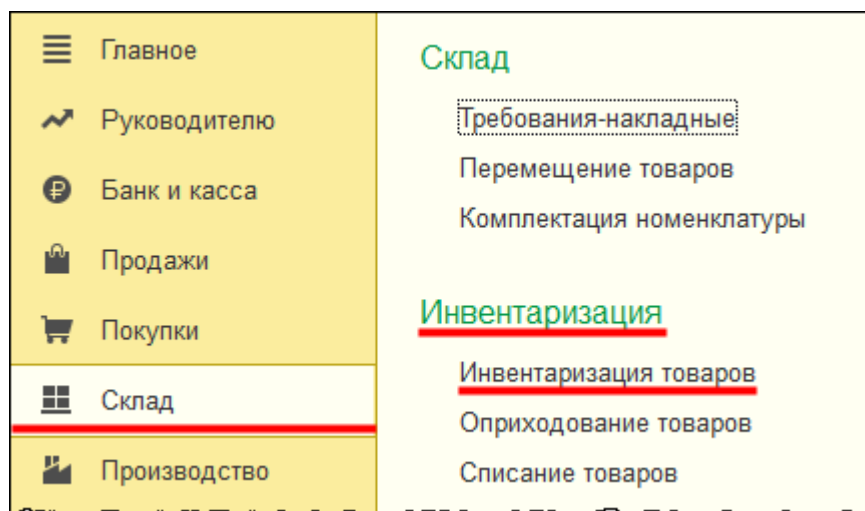 Главное
Руководителю
Банк и касса
Продажи
Покупки
Склад
Производство
Склад
Требования-накладные
Перемещение товаров
Комплектация номенклатуры
Инвентаризация
Инвентаризация товаров
Оприходование товаров
Списание товаров